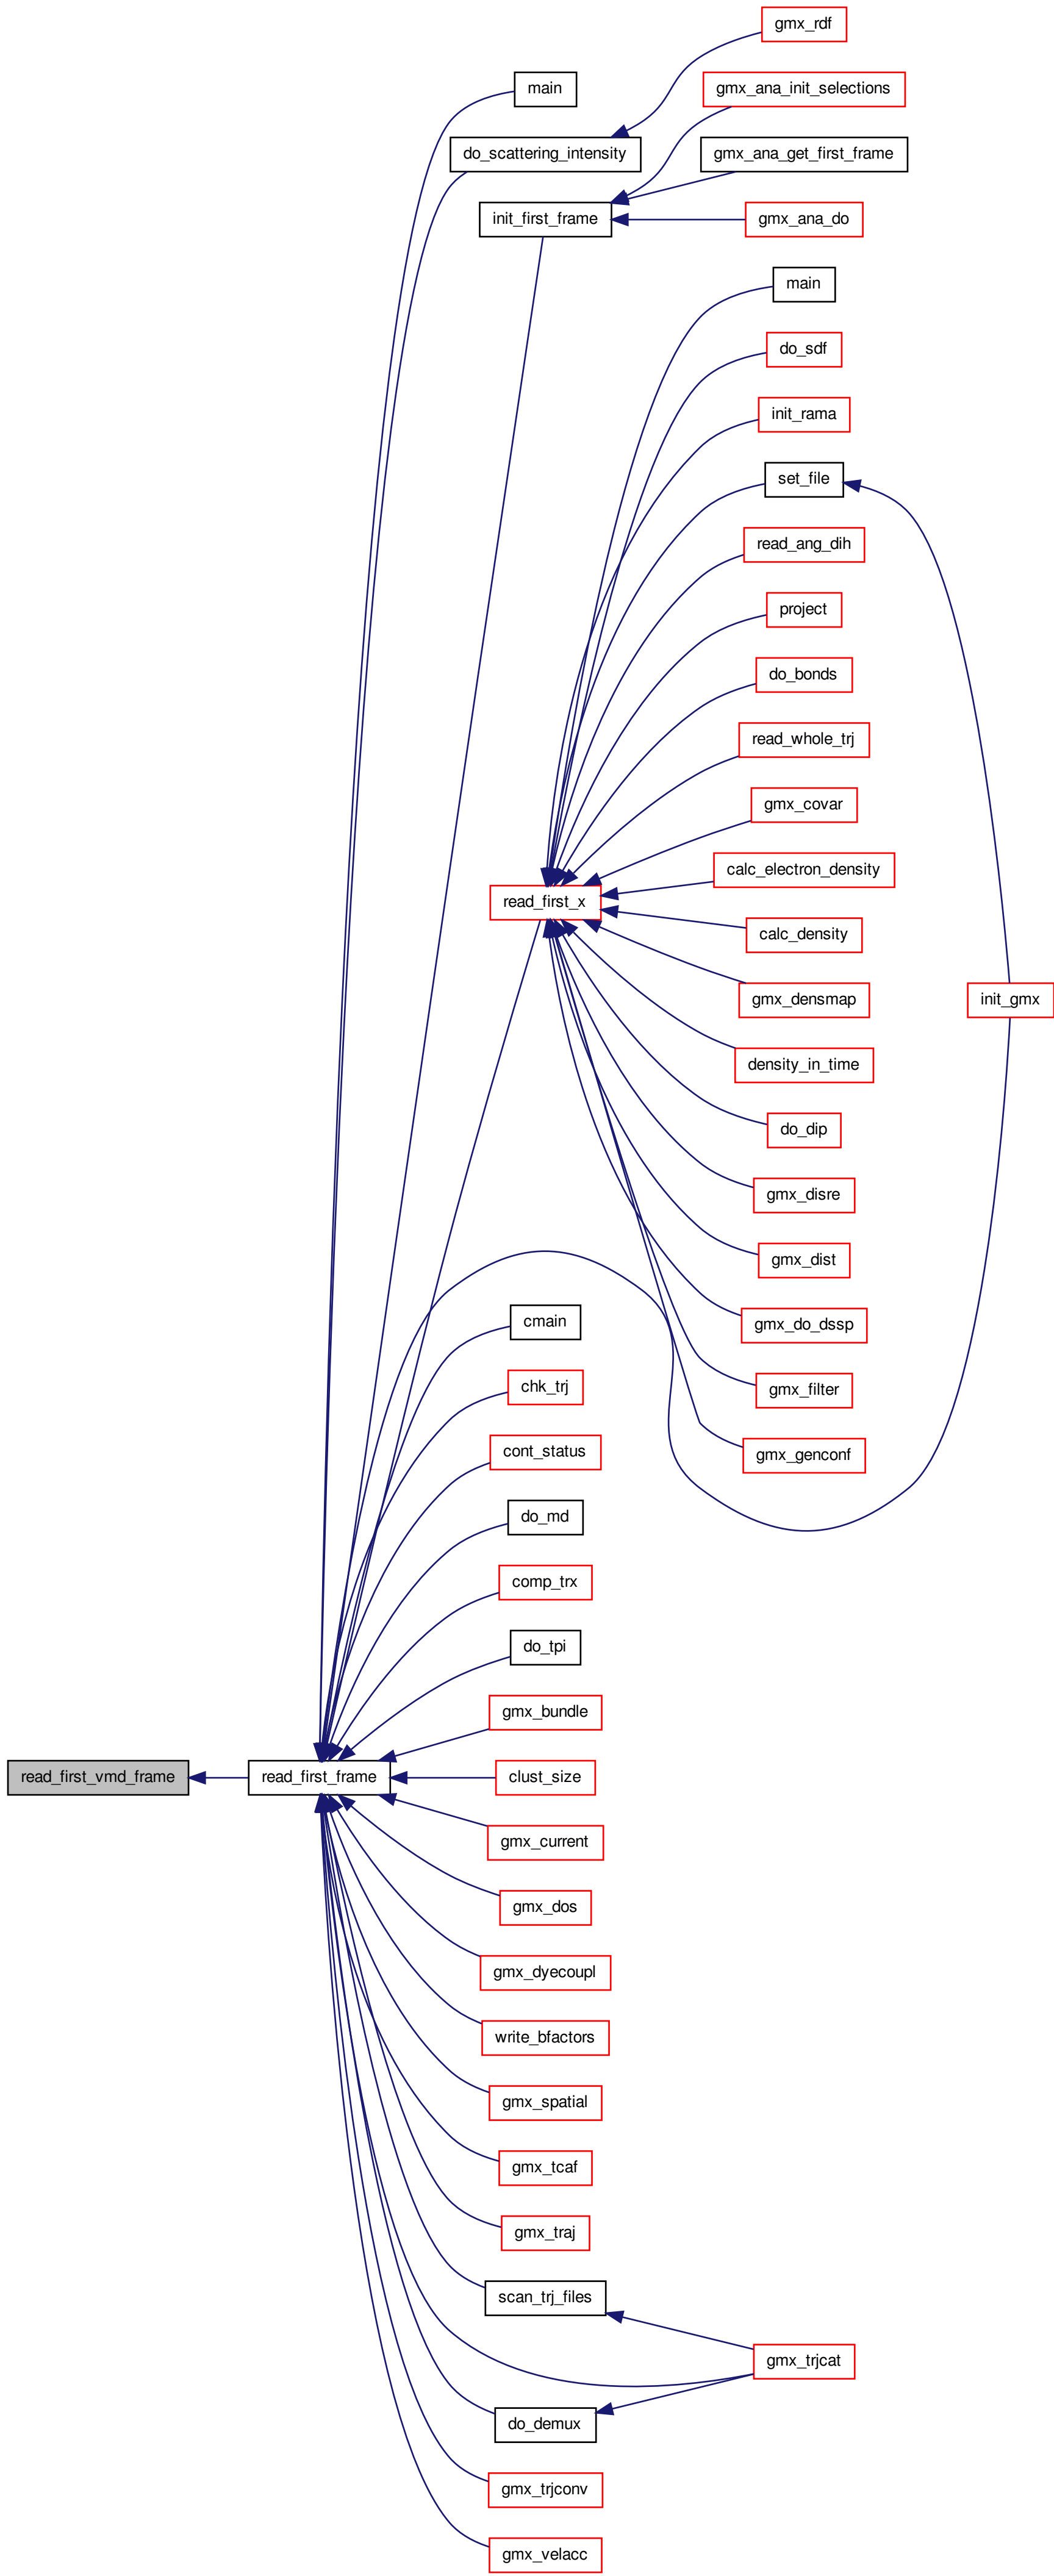 gmx_rdf
main
gmx_ana_init_selections
do_scattering_intensity
gmx_ana_get_first_frame
init_first_frame
gmx_ana_do
main
do_sdf
init_rama
set_file
read_ang_dih
project
do_bonds
read_whole_trj
gmx_covar
calc_electron_density
read_first_x
calc_density
gmx_densmap
init_gmx
density_in_time
do_dip
gmx_disre
gmx_dist
gmx_do_dssp
cmain
gmx_filter
chk_trj
gmx_genconf
cont_status
do_md
comp_trx
do_tpi
gmx_bundle
read_first_vmd_frame
read_first_frame
clust_size
gmx_current
gmx_dos
gmx_dyecoupl
write_bfactors
gmx_spatial
gmx_tcaf
gmx_traj
scan_trj_files
gmx_trjcat
do_demux
gmx_trjconv
gmx_velacc